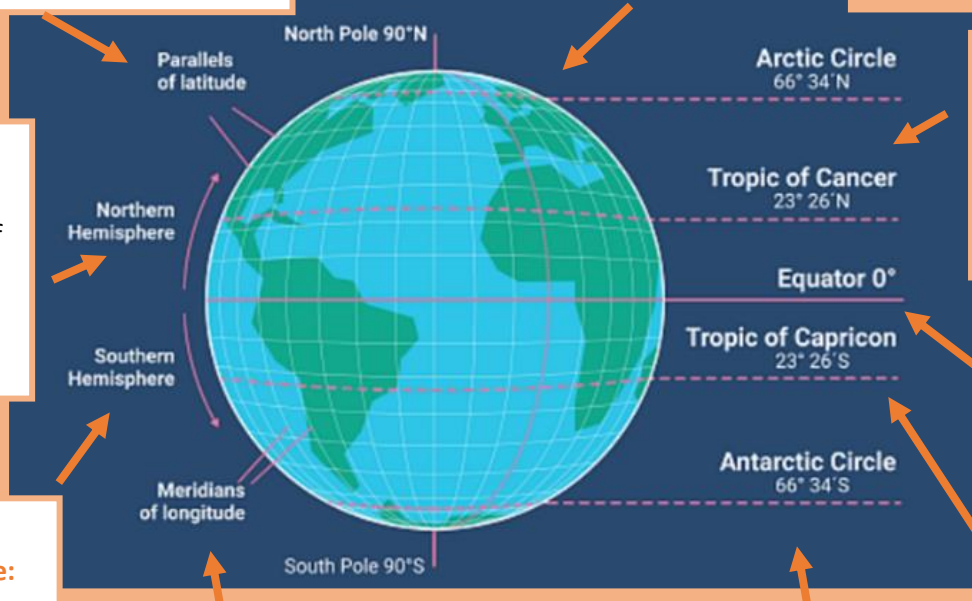 North Pole 90°N
Parallels
of latitude
Arctic Circle
66° 34´N
Tropic of Cancer
23° 26´N
Northern
Hemisphere
Equator 0°
Southern
Hemisphere
Tropic of Capricon
23° 26´S
Meridians
of longitude
Antarctic Circle
66° 34´S
South Pole 90°S
e: